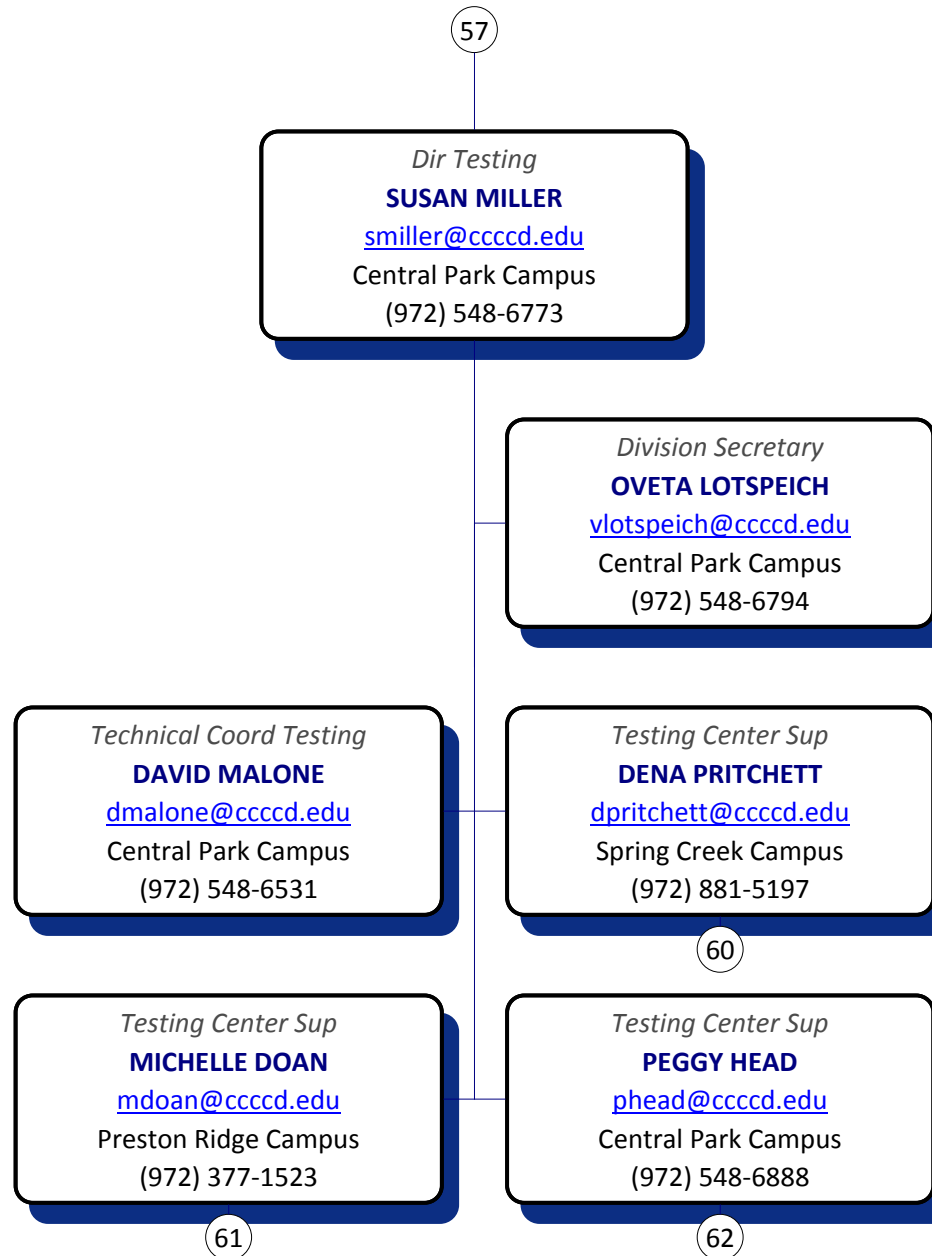 57
Dir Testing
SUSAN MILLER
smiller@ccccd.edu
Central Park Campus
(972) 548-6773
Division Secretary
OVETA LOTSPEICH
vlotspeich@ccccd.edu
Central Park Campus
(972) 548-6794
Technical Coord Testing
DAVID MALONE
dmalone@ccccd.edu
Central Park Campus
(972) 548-6531
Testing Center Sup
DENA PRITCHETT
dpritchett@ccccd.edu
Spring Creek Campus
(972) 881-5197
60
Testing Center Sup
MICHELLE DOAN
mdoan@ccccd.edu
Preston Ridge Campus
(972) 377-1523
61
Testing Center Sup
PEGGY HEAD
phead@ccccd.edu
Central Park Campus
(972) 548-6888
62